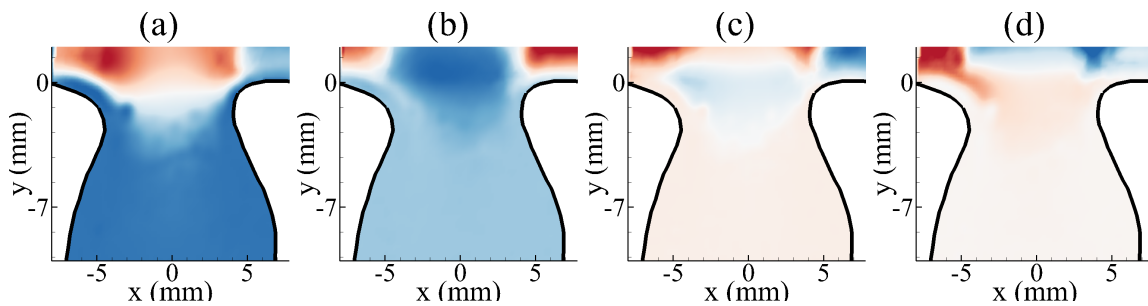 (a) (b) (c) (d)
0 0 0 0
y (mm) y (mm) y (mm) y (mm)
-7 -7 -7 -7
-5 0 5 -5 0 5 -5 0 5 -5 0 5
x (mm) x (mm) x (mm) x (mm)